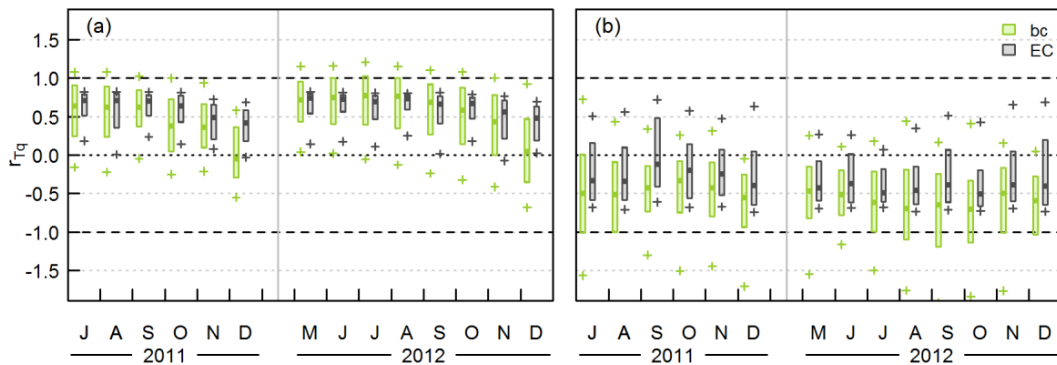 (a)
(b)
bc
EC
1.5
1.0
0.5
0.0
-0.5
-1.0
-1.5
rTq
J A S O N D M J J A S O N D
2011 2012
J A S O N D M J J A S O N D
2011 2012